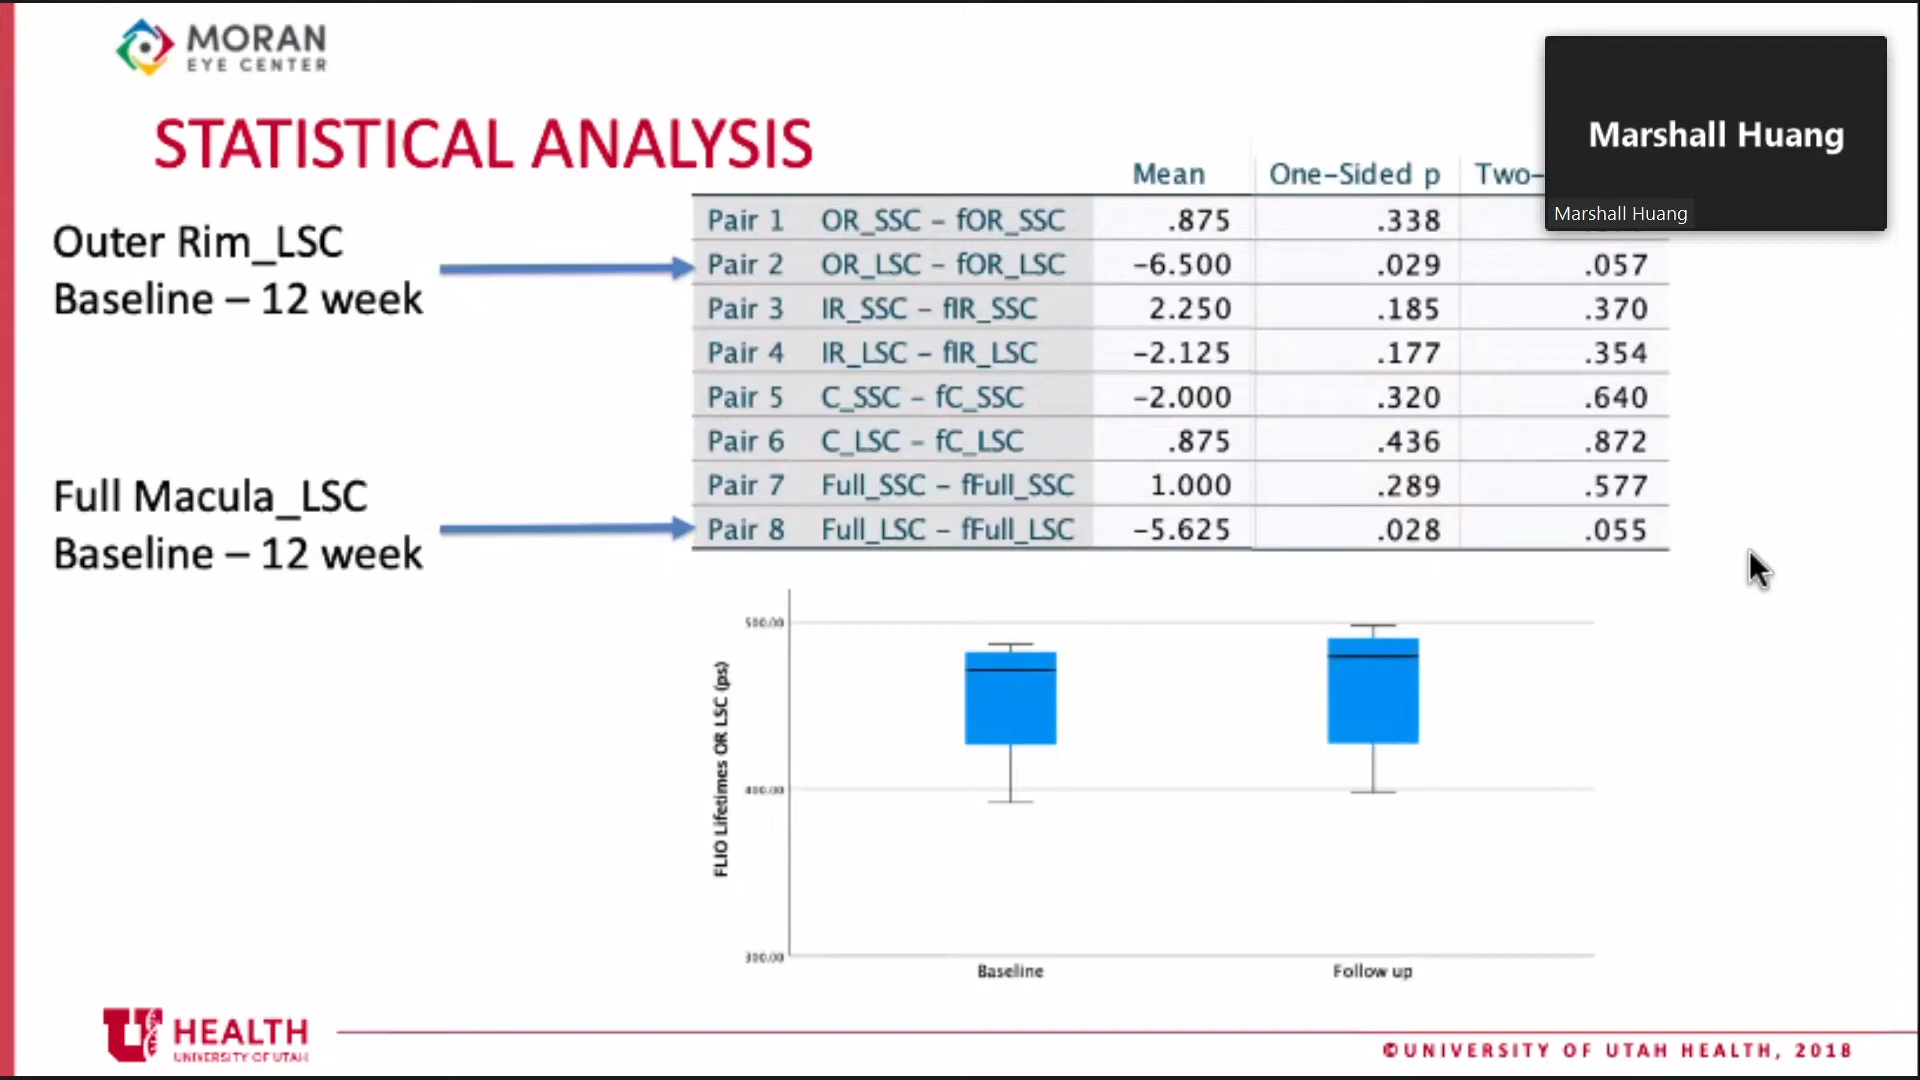 MORAN
EYE CENTER
STATISTICAL ANALYSIS
Marshall Huang
Marshall Huang
Mean One-Sided p Two-
Pair 1 OR_SSC - fOR_SSC .875 .338
Pair 2 OR_LSC - fOR_LSC -6.500 .029 .057
Pair 3 IR_SSC - fIR_SSC 2.250 .185 .370
Pair 4 IR_LSC - fIR_LSC -2.125 .177 .354
Pair 5 C_SSC - fC_SSC -2.000 .320 .640
Pair 6 C_LSC - fC_LSC .875 .436 .872
Pair 7 Full_SSC - fFull_SSC 1.000 .289 .577
Pair 8 Full_LSC - fFull_LSC -5.625 .028 .055
Outer Rim_LSC
Baseline – 12 week
Full Macula_LSC
Baseline – 12 week
FLIO Lifetimes OR LSC (ps)
500.00
400.00
300.00
Baseline Follow up
U HEALTH
UNIVERSITY OF UTAH
©UNIVERSITY OF UTAH HEALTH, 2018